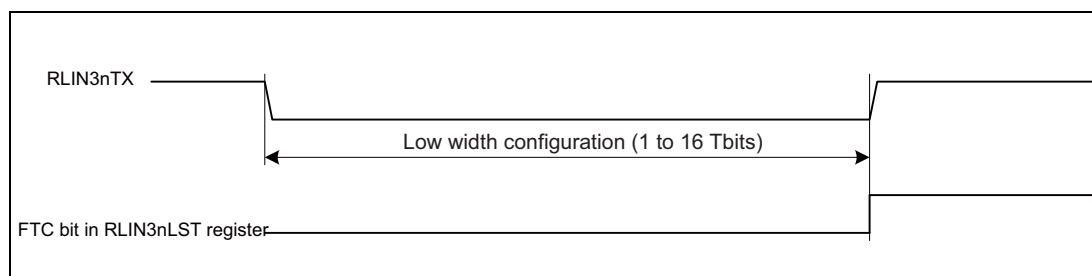 RLIN3nTX
Low width configuration (1 to 16 Tbits)
FTC bit in RLIN3nLST register